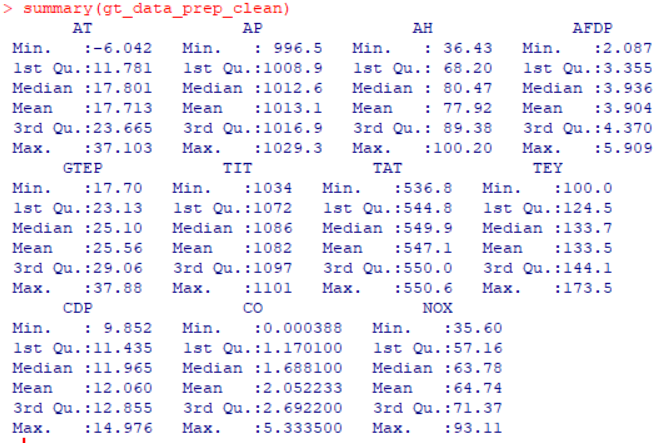 > summary(gt_data_prep_clean)
       AT               AP               AH              AFDP
 Min.   :-6.042   Min.   : 996.5   Min.   : 36.43   Min.   :2.087
 1st Qu.:11.781   1st Qu.:1008.9   1st Qu.: 68.20   1st Qu.:3.355
 Median :17.801   Median :1012.6   Median : 80.47   Median :3.936
 Mean   :17.713   Mean   :1013.1   Mean   : 77.92   Mean   :3.904
 3rd Qu.:23.665   3rd Qu.:1016.9   3rd Qu.: 89.38   3rd Qu.:4.370
 Max.   :37.103   Max.   :1029.3   Max.   :100.20   Max.   :5.909
      GTEP            TIT            TAT             TEY
 Min.   :17.70   Min.   :1034   Min.   :536.8   Min.   :100.0
 1st Qu.:23.13   1st Qu.:1072   1st Qu.:544.8   1st Qu.:124.5
 Median :25.10   Median :1086   Median :549.9   Median :133.7
 Mean   :25.56   Mean   :1082   Mean   :547.1   Mean   :133.5
 3rd Qu.:29.06   3rd Qu.:1097   3rd Qu.:550.0   3rd Qu.:144.1
 Max.   :37.88   Max.   :1101   Max.   :550.6   Max.   :173.5
      CDP               CO                NOX
 Min.   : 9.852   Min.   :0.000388   Min.   :35.60
 1st Qu.:11.435   1st Qu.:1.170100   1st Qu.:57.16
 Median :11.965   Median :1.688100   Median :63.78
 Mean   :12.060   Mean   :2.052233   Mean   :64.74
 3rd Qu.:12.855   3rd Qu.:2.692200   3rd Qu.:71.37
 Max.   :14.976   Max.   :5.333500   Max.   :93.11